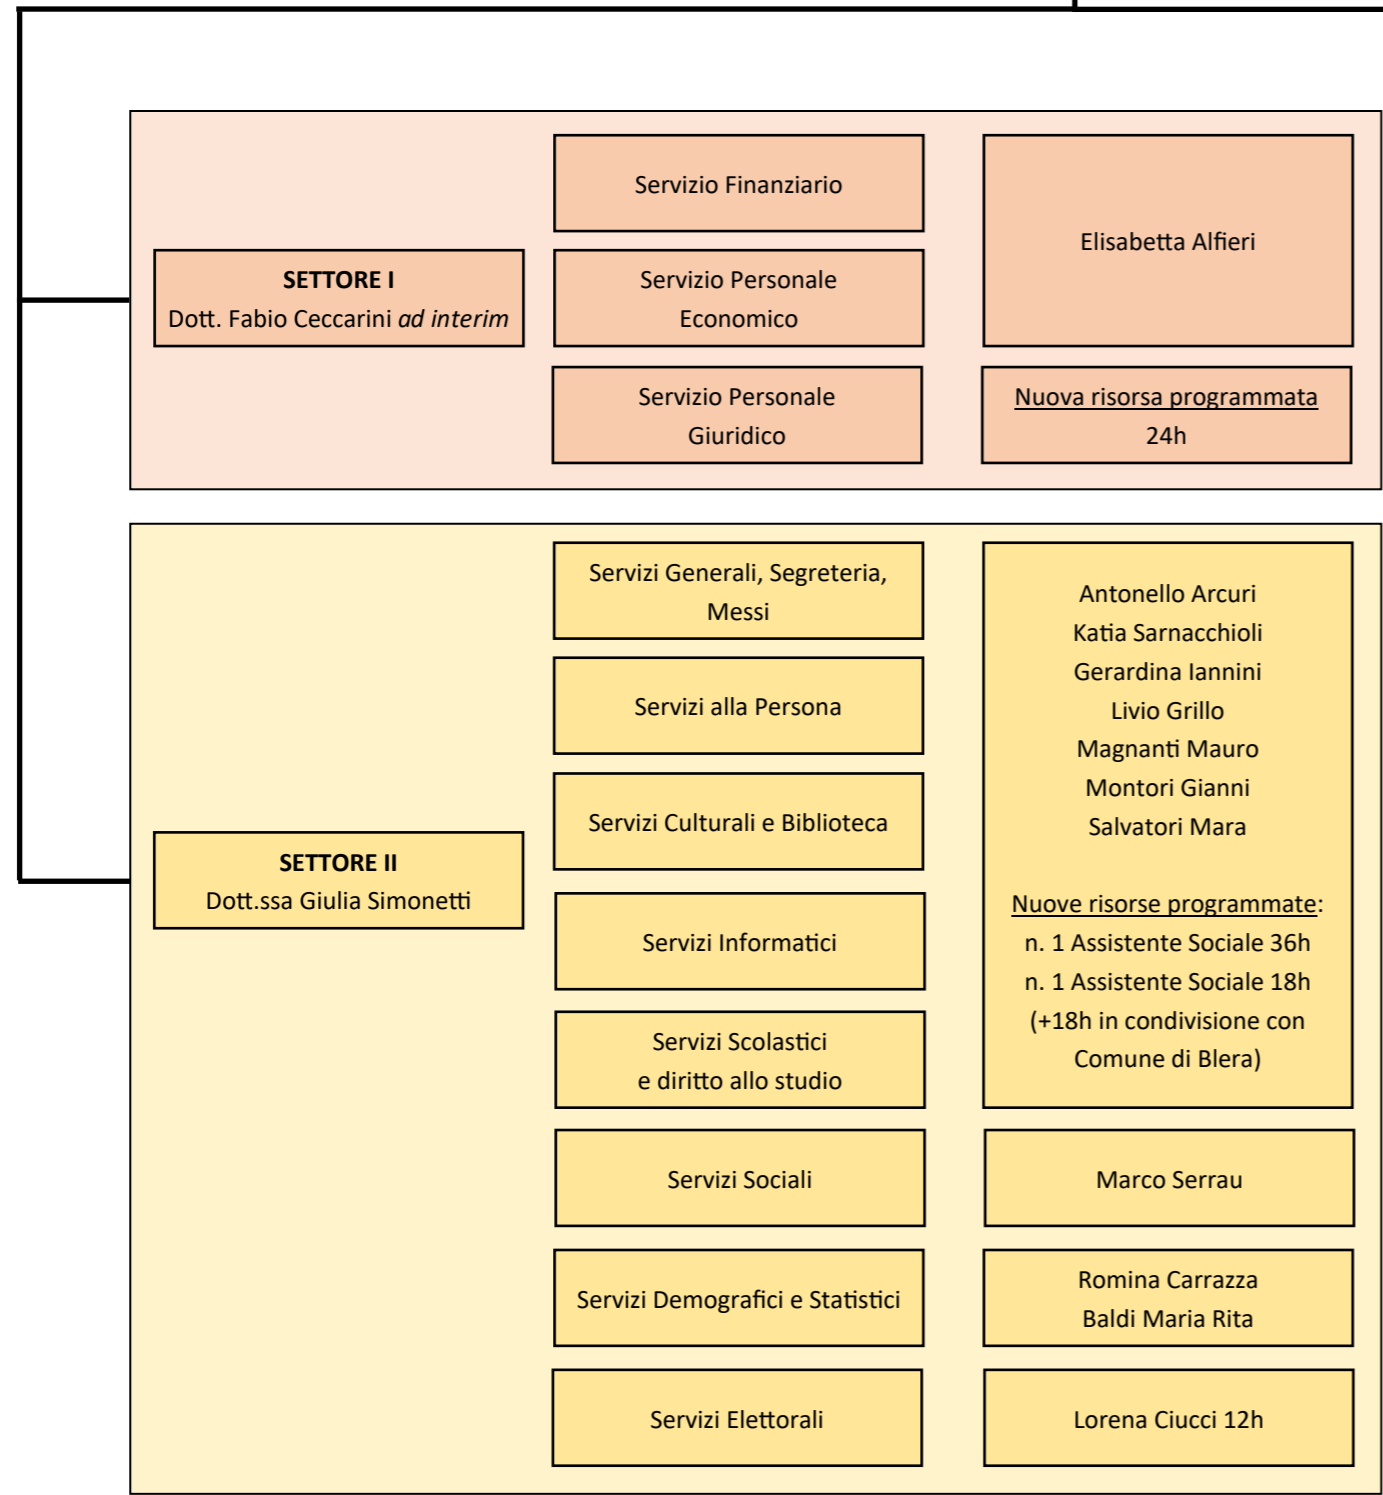 Servizio Finanziario
Elisabetta Alfieri
SETTORE I
Dott. Fabio Ceccarini ad interim
Servizio Personale
Economico
Servizio Personale
Giuridico
Nuova risorsa programmata
24h
SETTORE II
Dott.ssa Giulia Simonetti
Servizi Generali, Segreteria,
Messi
Servizi alla Persona
Servizi Culturali e Biblioteca
Servizi Informatici
Servizi Scolastici
e diritto allo studio
Antonello Arcuri
Katia Sarnacchioli
Gerardina Iannini
Livio Grillo
Magnanti Mauro
Montori Gianni
Salvatori Mara
Nuove risorse programmate:
n. 1 Assistente Sociale 36h
n. 1 Assistente Sociale 18h
(+18h in condivisione con
Comune di Blera)
Servizi Sociali
Marco Serrau
Servizi Demografici e Statistici
Romina Carrazza
Baldi Maria Rita
Servizi Elettorali
Lorena Ciucci 12h